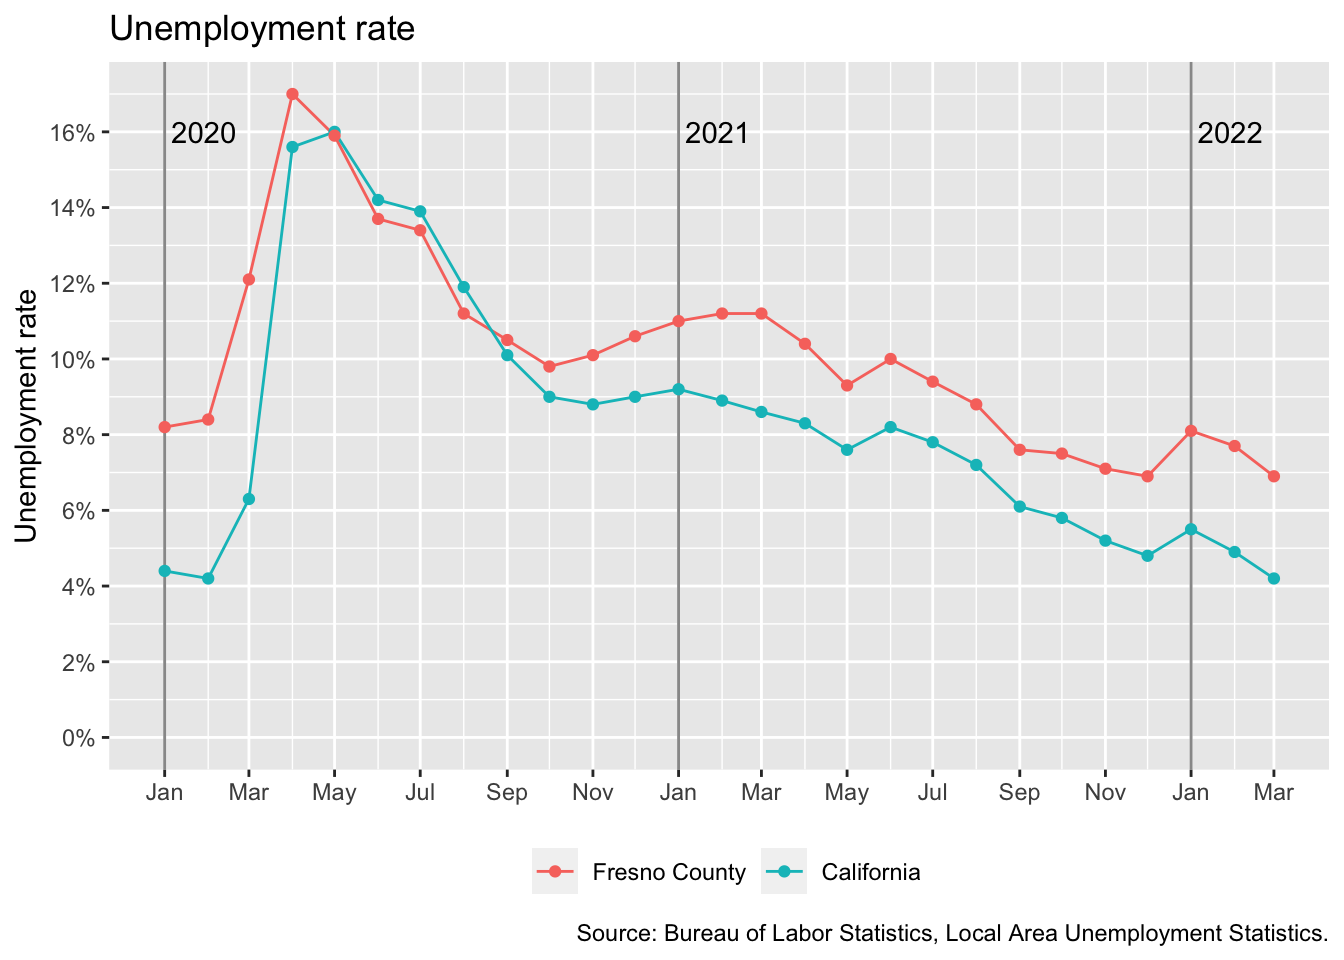 Unemployment rate
2020 2021 2022
16%
14%
12%
10%
8%
6%
4%
2%
0%
Unemployment rate
Jan Mar May Jul Sep Nov Jan Mar May Jul Sep Nov Jan Mar
Fresno County California
Source: Bureau of Labor Statistics, Local Area Unemployment Statistics.